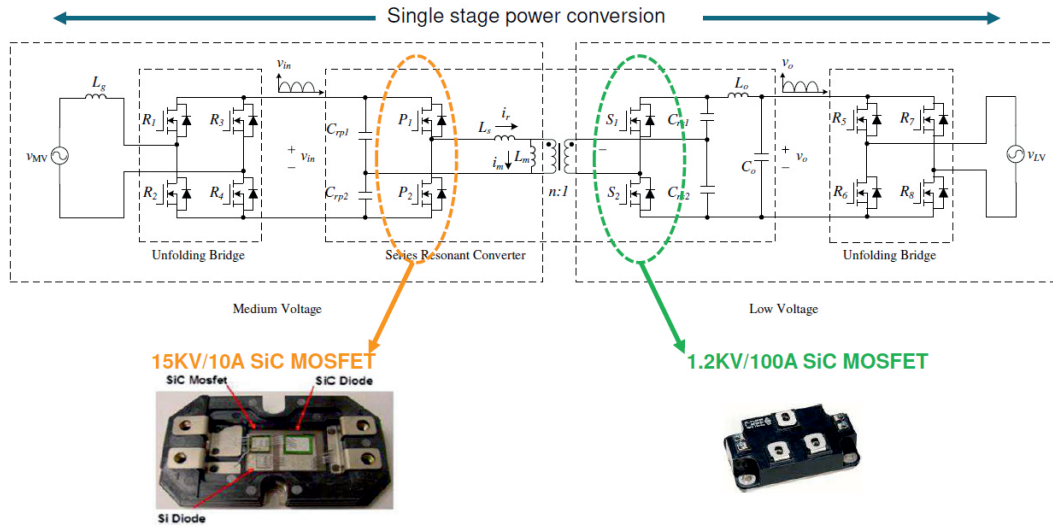 Single stage power conversion
Lg
vMV
R1
R3
R2
R4
vin
+
−
vin
Crp1
Crp2
P1
P2
Ls
ir
Lm
im
n:1
−
S1
S2
Crs1
Crs2
Lo
Co
vo
+
−
vo
R5
R7
R6
R8
vLV
Unfolding Bridge
Series Resonant Converter
Unfolding Bridge
Medium Voltage
Low Voltage
15KV/10A SiC MOSFET
1.2KV/100A SiC MOSFET
SiC Mosfet
SiC Diode
Si Diode
CREE